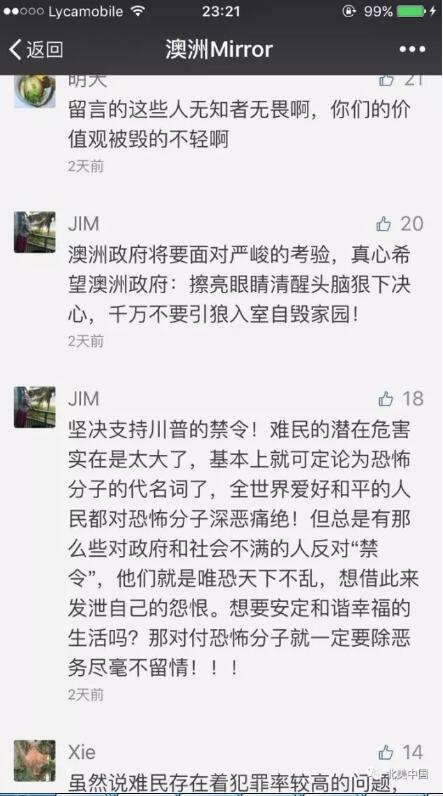 Lycamobile 23:21 99%
返回 澳洲Mirror
明天 21
留言的这些人无知者无畏啊，你们的价
值观被毁的不轻啊
2天前
JIM 20
澳洲政府将要面对严峻的考验，真心希
望澳洲政府：擦亮眼睛清醒头脑狠下决
心，千万不要引狼入室自毁家园！
2天前
JIM 18
坚决支持川普的禁令！难民的潜在危害
实在是太大了，基本上就可定论为恐怖
分子的代名词了，全世界爱好和平的人
民都对恐怖分子深恶痛绝！但总是有那
么些对政府和社会不满的人反对“禁
令”，他们就是唯恐天下不乱，想借此来
发泄自己的怨恨。想要安定和谐幸福的
生活吗？那对付恐怖分子就一定要除恶
务尽毫不留情！！！
2天前
Xie 14
北美中国
虽然说难民存在着犯罪率较高的问题，